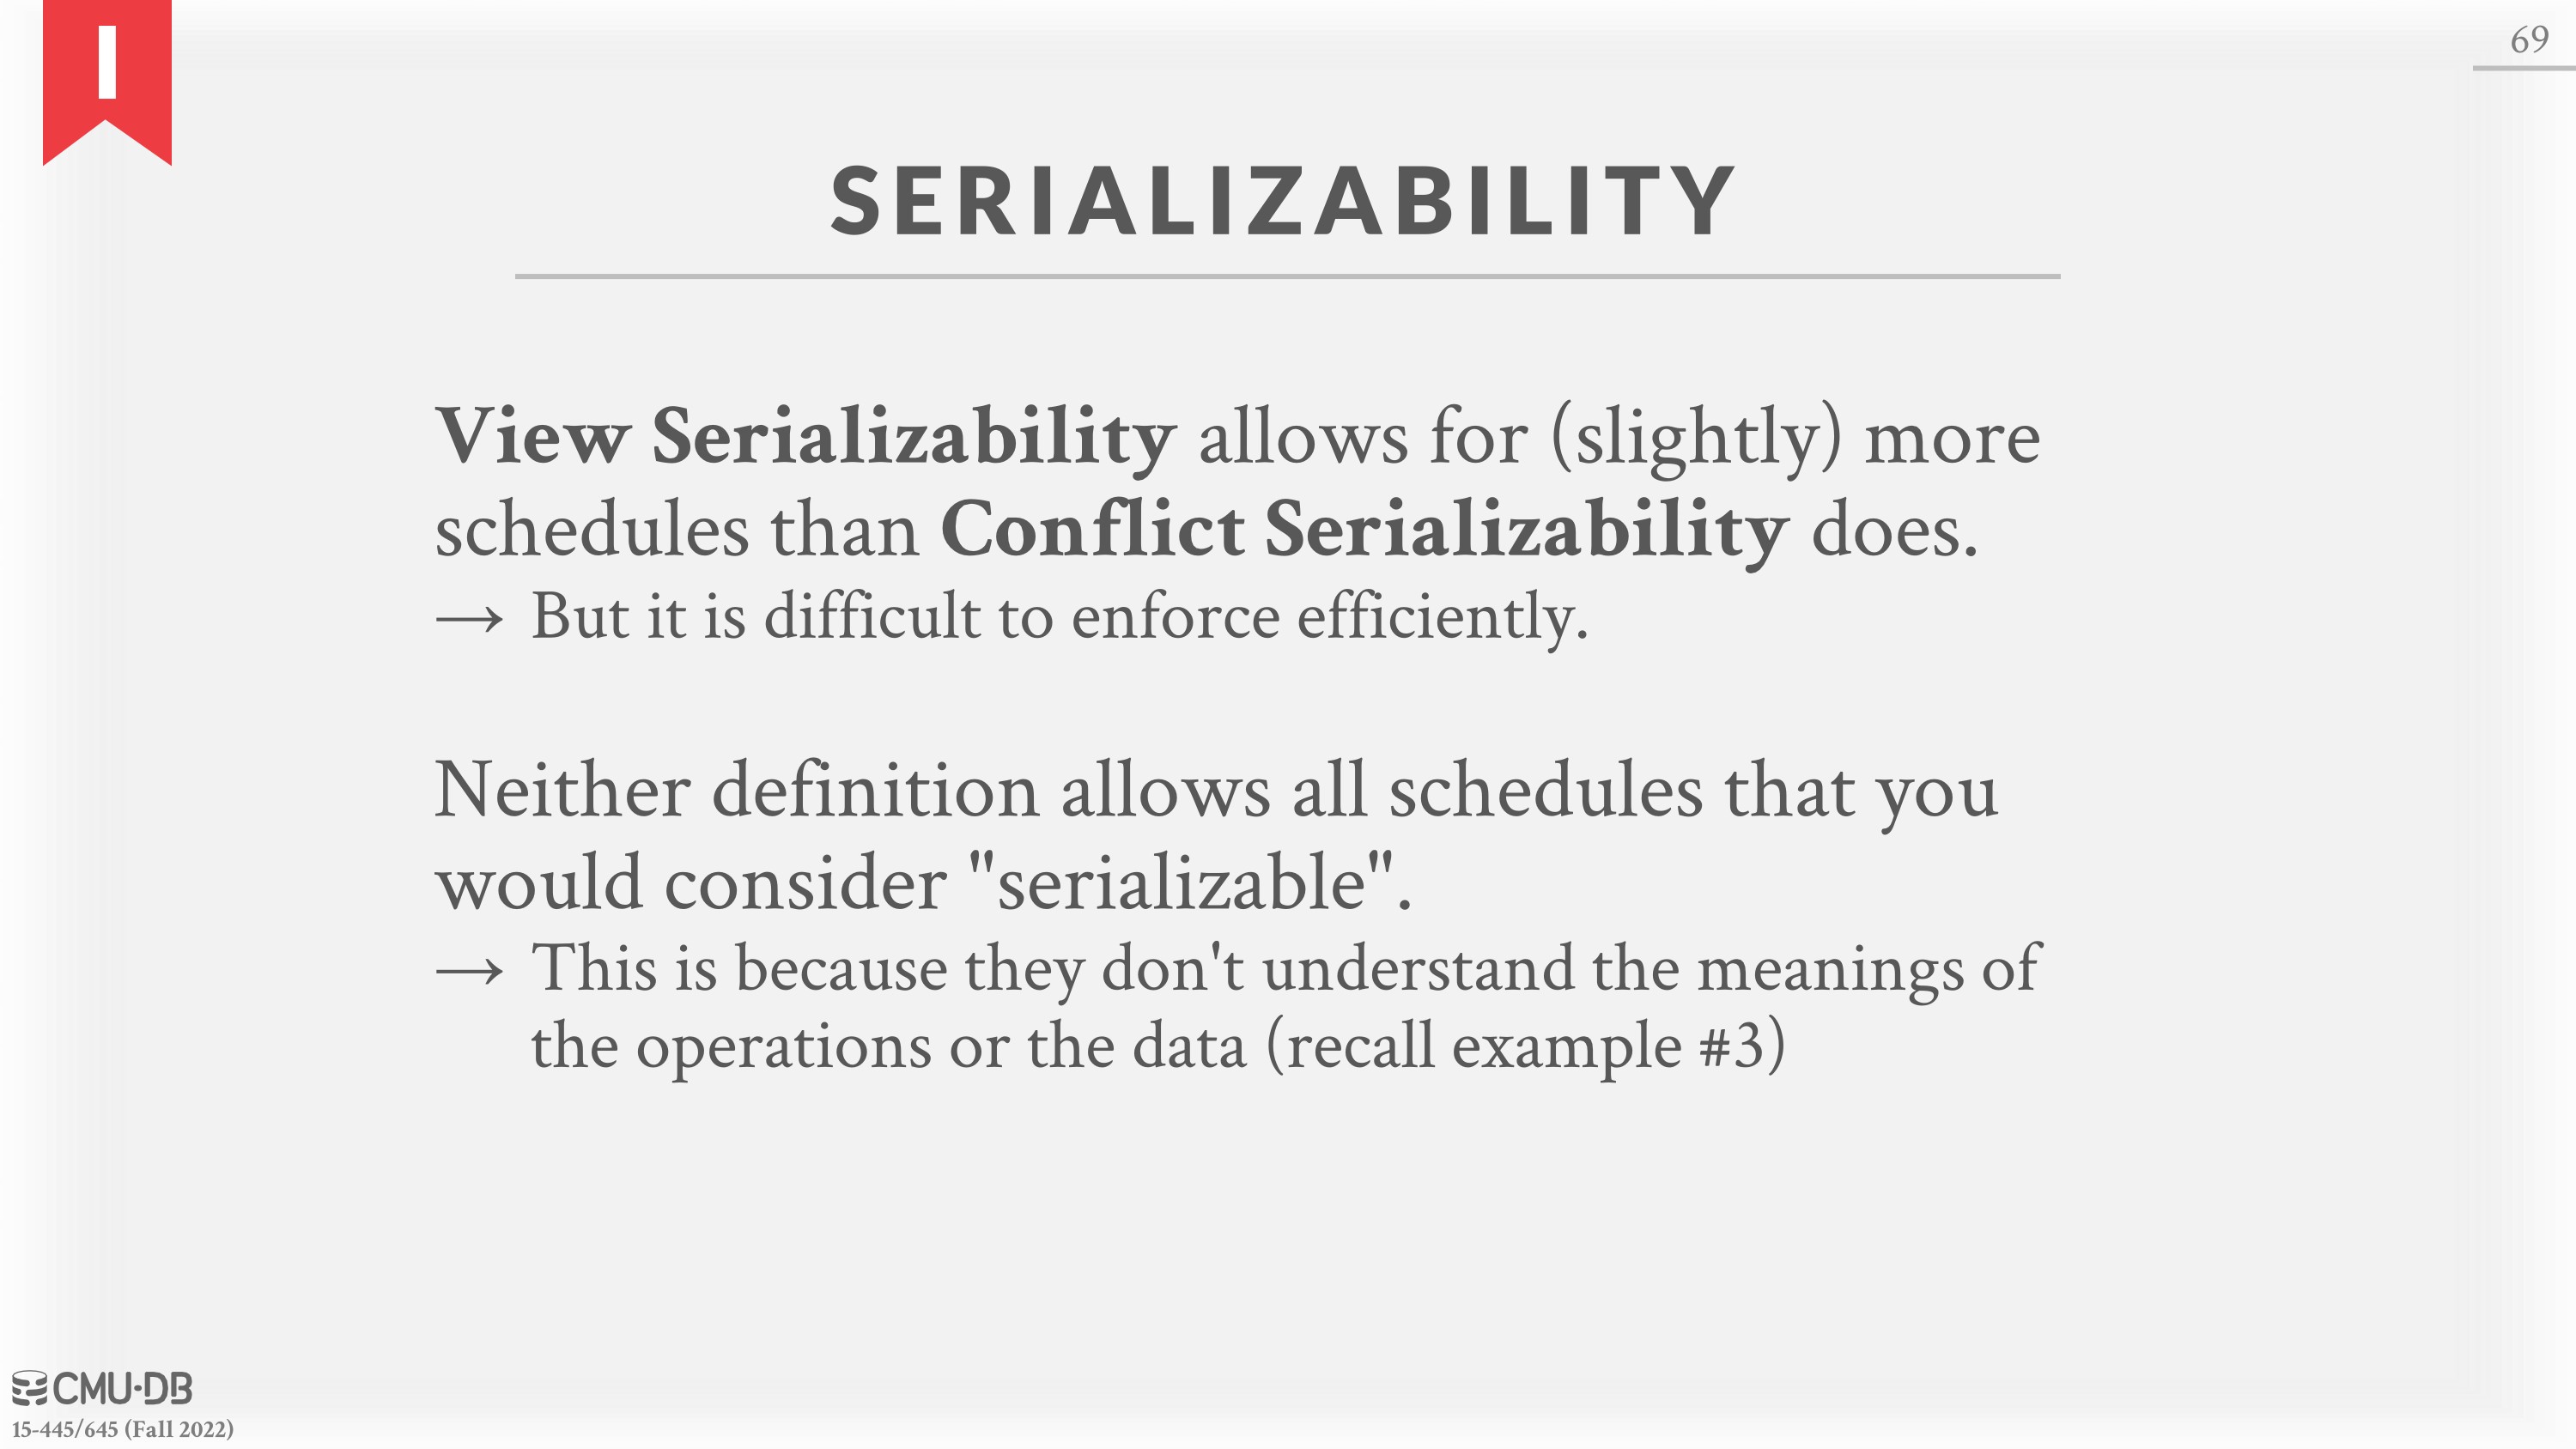 I
69
SERIALIZABILITY
View Serializability allows for (slightly) more
schedules than Conflict Serializability does.
→ But it is difficult to enforce efficiently.
Neither definition allows all schedules that you
would consider "serializable".
→ This is because they don't understand the meanings of
the operations or the data (recall example #3)
CMU·DB
15-445/645 (Fall 2022)